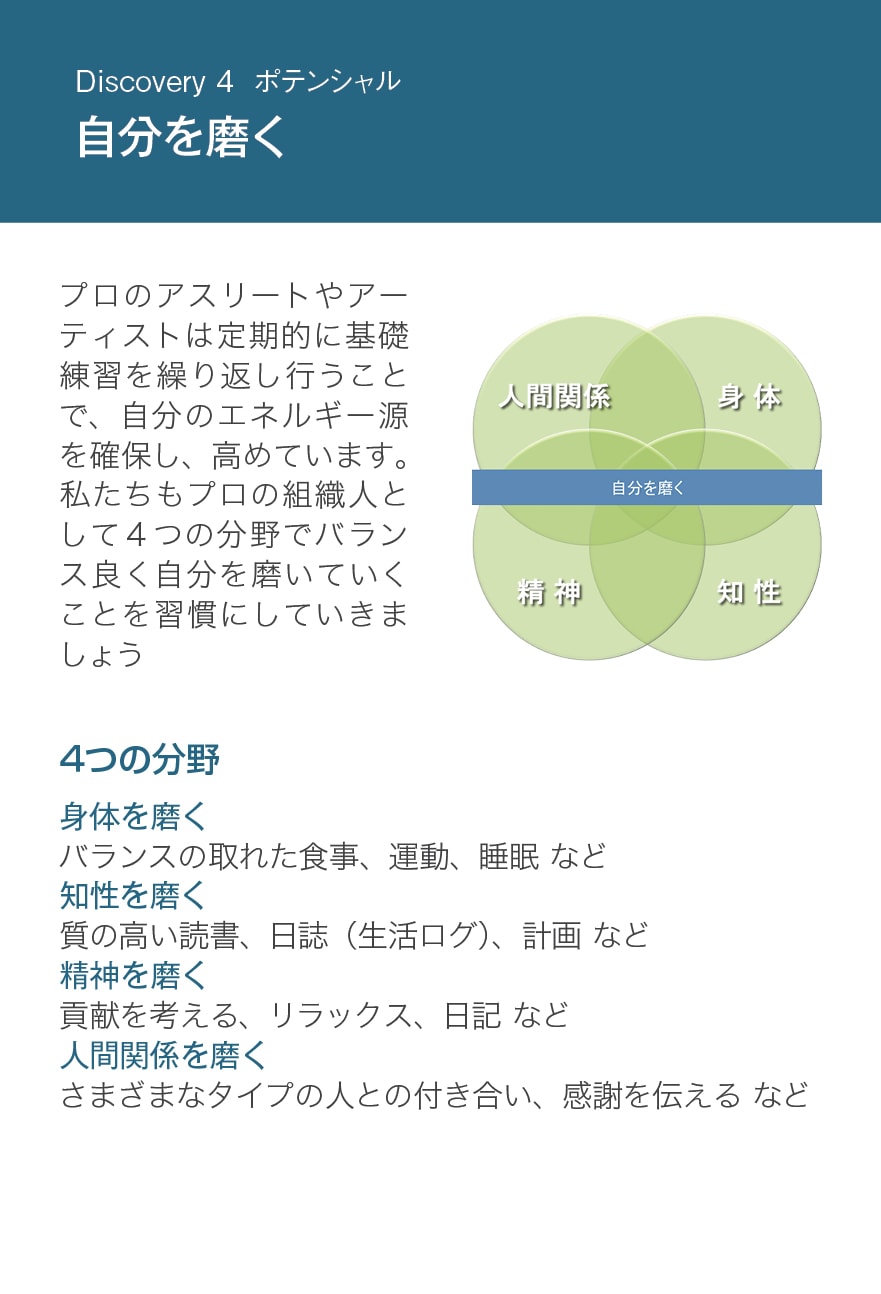 Discovery 4 ポテンシャル
自分を磨く
プロのアスリートやアー
ティストは定期的に基礎
練習を繰り返し行うこと
で、自分のエネルギー源
を確保し、高めています。
私たちもプロの組織人と
して４つの分野でバラン
ス良く自分を磨いていく
ことを習慣にしていきま
しょう
人間関係
身 体
自分を磨く
精 神
知 性
4つの分野
身体を磨く
バランスの取れた食事、運動、睡眠 など
知性を磨く
質の高い読書、日誌（生活ログ）、計画 など
精神を磨く
貢献を考える、リラックス、日記 など
人間関係を磨く
さまざまなタイプの人との付き合い、感謝を伝える など